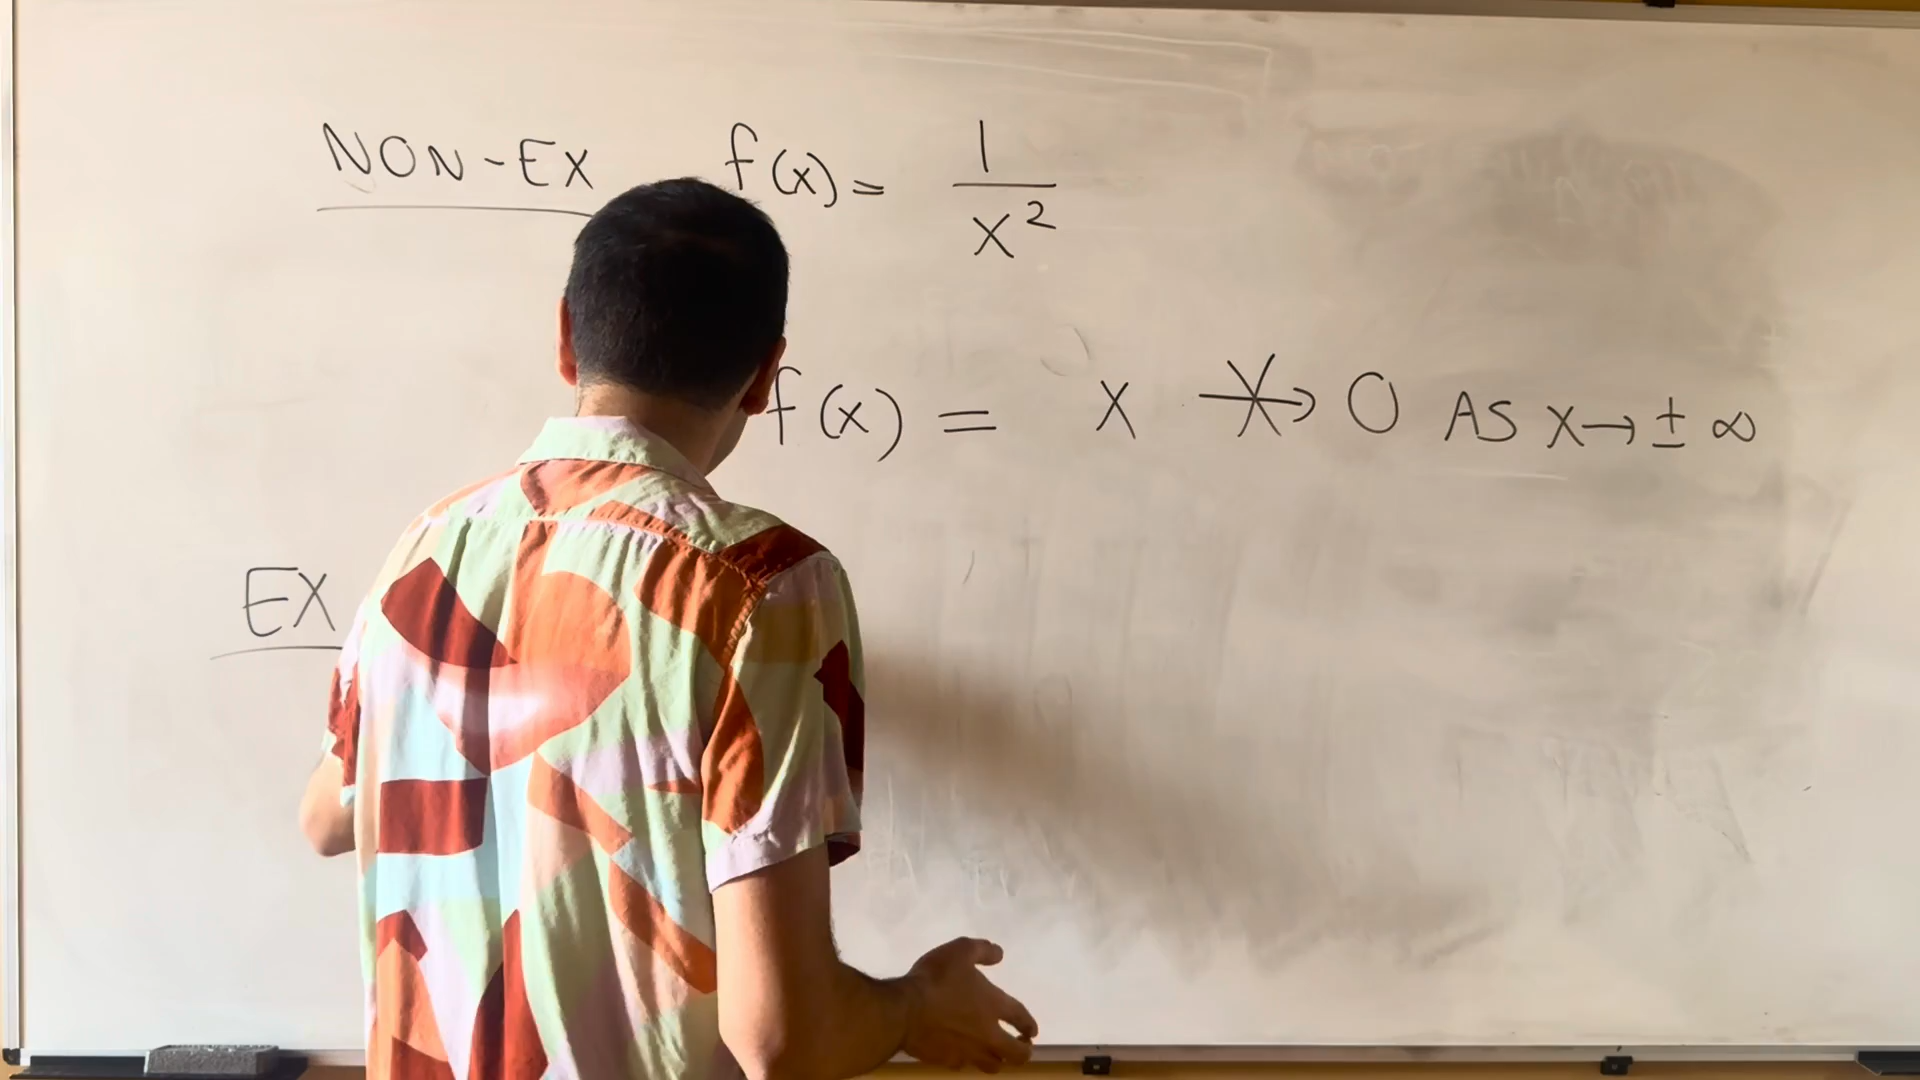 NON-EX f(x) = 1/x²
f(x) = x ↛ 0 AS x → ± ∞
EX